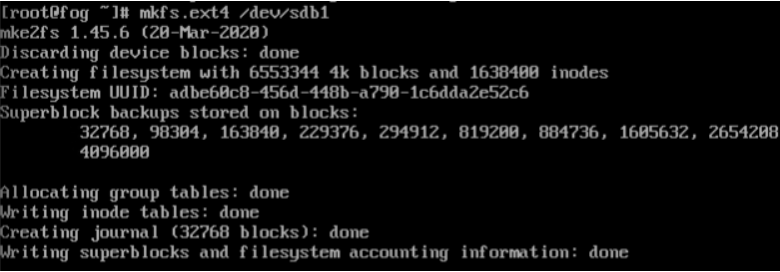 [root@fog ~]# mkfs.ext4 /dev/sdb1
mke2fs 1.45.6 (20-Mar-2020)
Discarding device blocks: done
Creating filesystem with 6553344 4k blocks and 1638400 inodes
Filesystem UUID: adbe60c8-456d-448b-a790-1c6dda2e52c6
Superblock backups stored on blocks:
32768, 98304, 163840, 229376, 294912, 819200, 884736, 1605632, 2654208
4096000
Allocating group tables: done
Writing inode tables: done
Creating journal (32768 blocks): done
Writing superblocks and filesystem accounting information: done